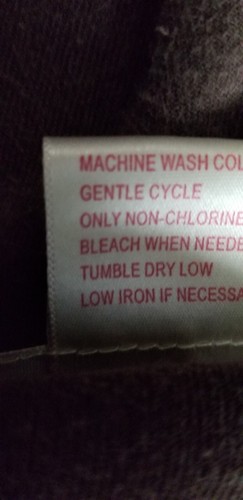 MACHINE WASH COL
GENTLE CYCLE
ONLY NON-CHLORINE
BLEACH WHEN NEEDE
TUMBLE DRY LOW
LOW IRON IF NECESSA